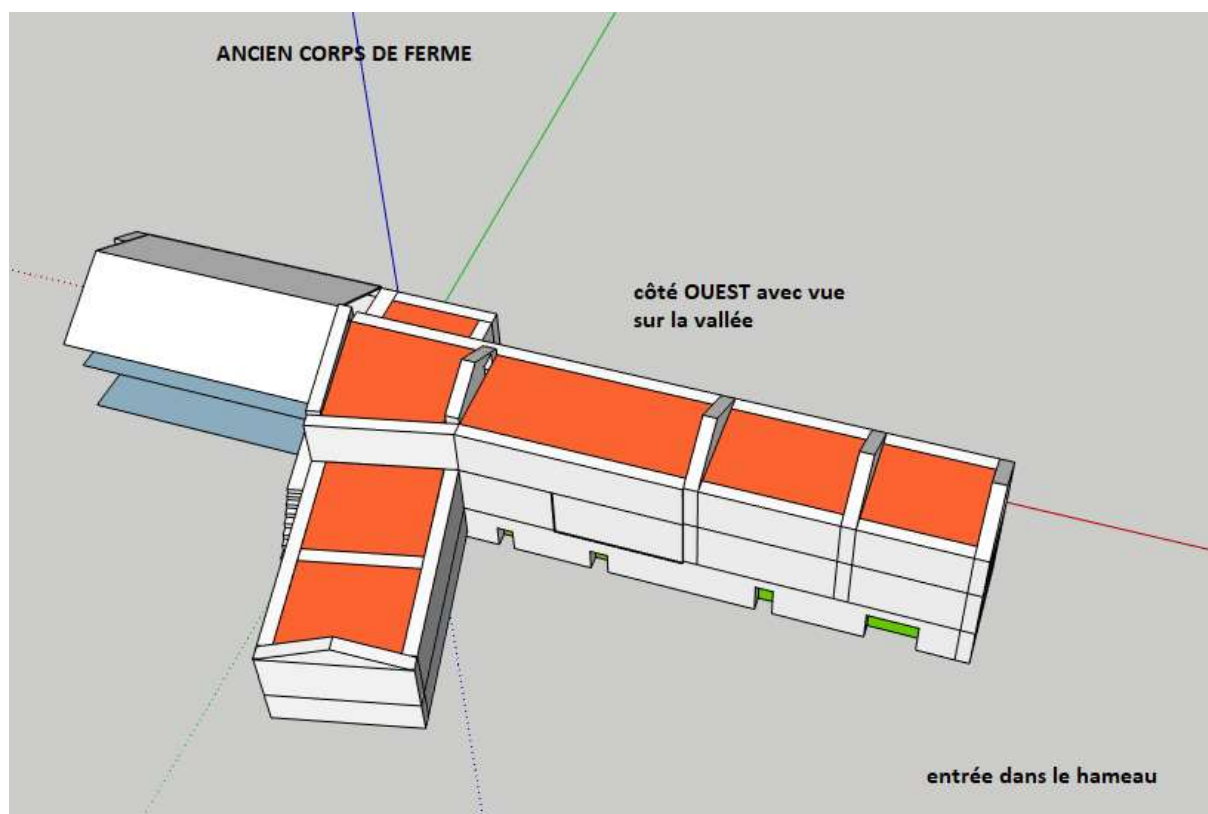 ANCIEN CORPS DE FERME
côté OUEST avec vue
sur la vallée
entrée dans le hameau